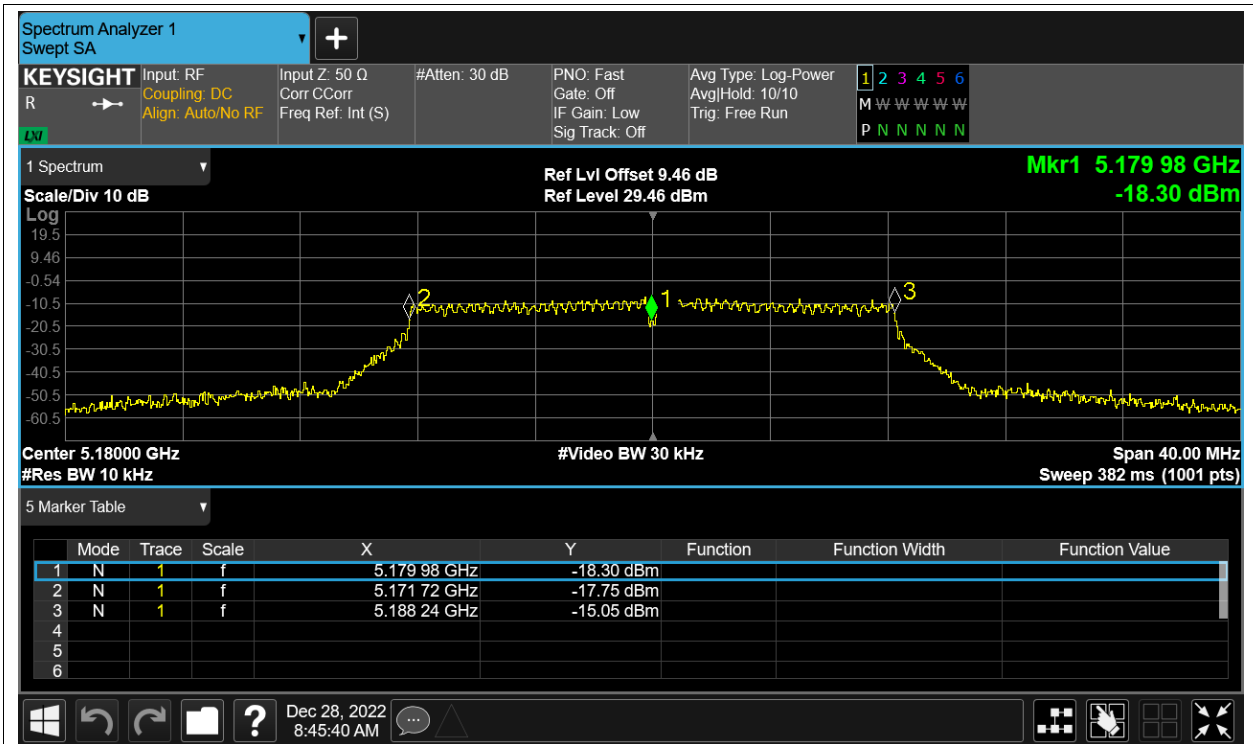 Spectrum Analyzer 1
Swept SA
KEYSIGHT
R
LXI
Input: RF
Coupling: DC
Align: Auto/No RF
Input Z: 50 Ω
Corr CCorr
Freq Ref: Int (S)
#Atten: 30 dB
PNO: Fast
Gate: Off
IF Gain: Low
Sig Track: Off
Avg Type: Log-Power
Avg|Hold: 10/10
Trig: Free Run
1 2 3 4 5 6
M W W W W W
P N N N N N
1 Spectrum
Scale/Div 10 dB
Ref Lvl Offset 9.46 dB
Ref Level 29.46 dBm
Mkr1 5.179 98 GHz
-18.30 dBm
Log
19.5
9.46
-0.54
-10.5
-20.5
-30.5
-40.5
-50.5
-60.5
2
1
3
Center 5.18000 GHz
#Res BW 10 kHz
#Video BW 30 kHz
Span 40.00 MHz
Sweep 382 ms (1001 pts)
5 Marker Table
Mode Trace Scale X Y Function Function Width Function Value
1 N 1 f 5.179 98 GHz -18.30 dBm
2 N 1 f 5.171 72 GHz -17.75 dBm
3 N 1 f 5.188 24 GHz -15.05 dBm
4
5
6
?
Dec 28, 2022
8:45:40 AM